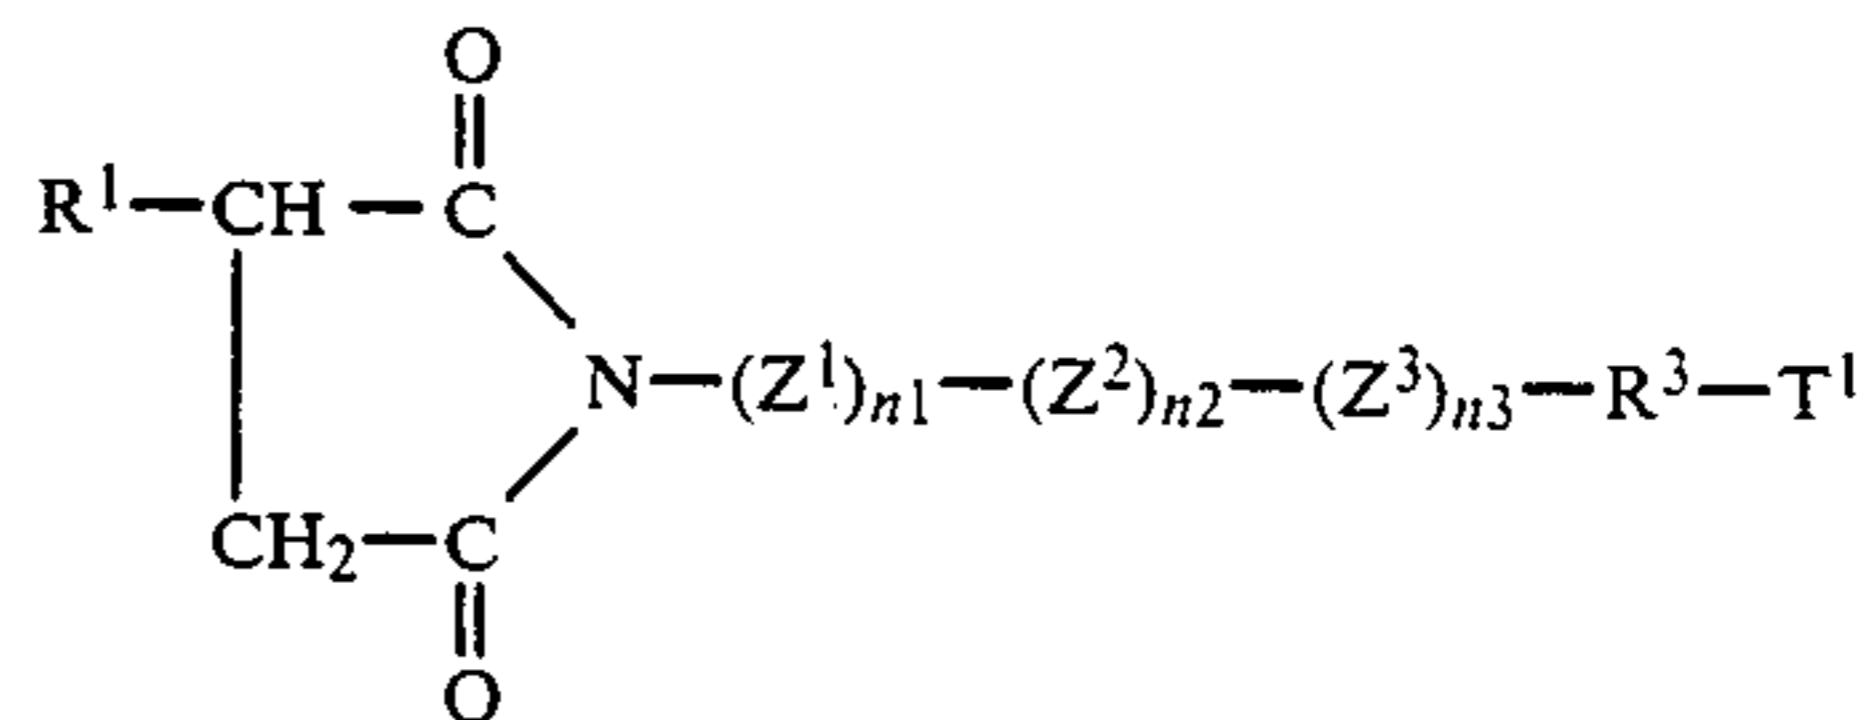 O
R¹—CH—C
N—(Z¹)n1—(Z²)n2—(Z³)n3—R³—T¹
CH₂—C
O